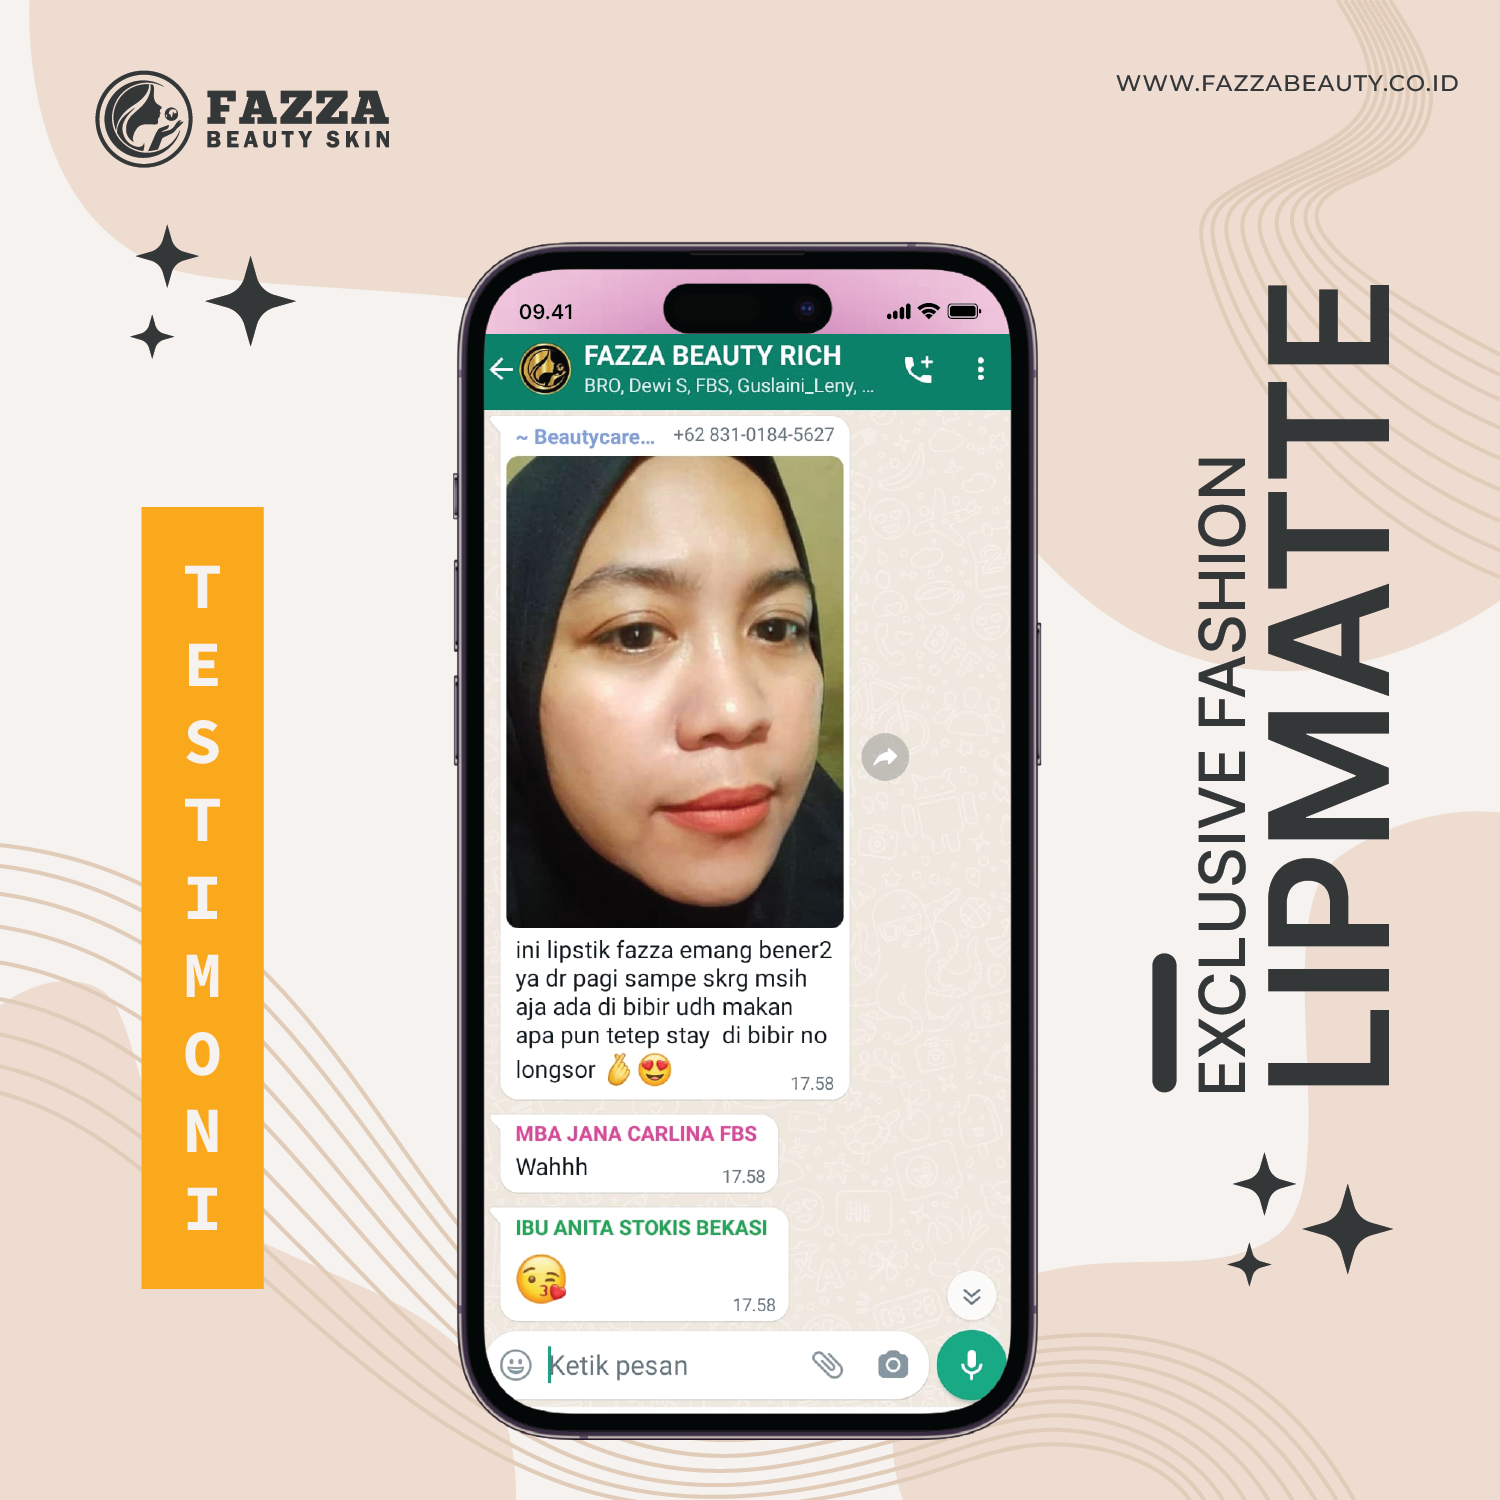 FAZZA
BEAUTY SKIN
WWW.FAZZABEAUTY.CO.ID
TESTIMONI
09.41
FAZZA BEAUTY RICH
BRO, Dewi S, FBS, Guslaini_Leny, ...
~ Beautycare... +62 831-0184-5627
ini lipstik fazza emang bener2
ya dr pagi sampe skrg msih
aja ada di bibir udh makan
apa pun tetep stay  di bibir no
longsor 🫰😍
17.58
MBA JANA CARLINA FBS
Wahhh
17.58
IBU ANITA STOKIS BEKASI
😘
17.58
Ketik pesan
EXCLUSIVE FASHION
LIPMATTE